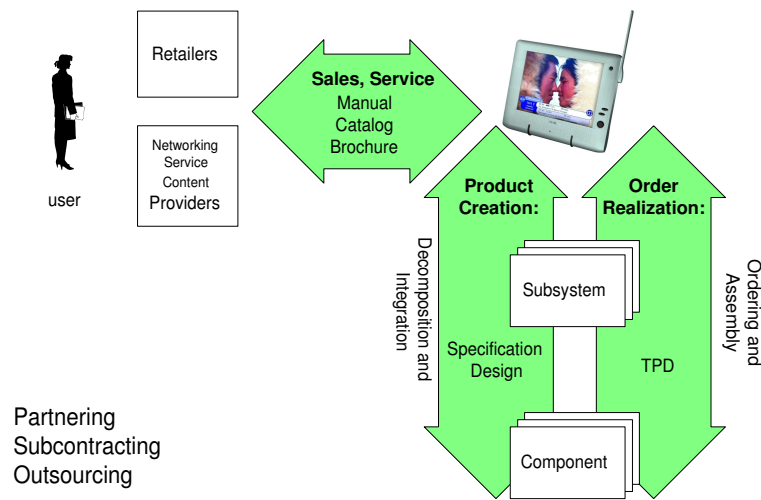 Retailers
Networking
Service
Content
Providers
user
Sales, Service
Manual
Catalog
Brochure
Product
Creation:
Order
Realization:
Decomposition and
Integration
Subsystem
Specification
Design
TPD
Ordering and
Assembly
Component
Partnering
Subcontracting
Outsourcing